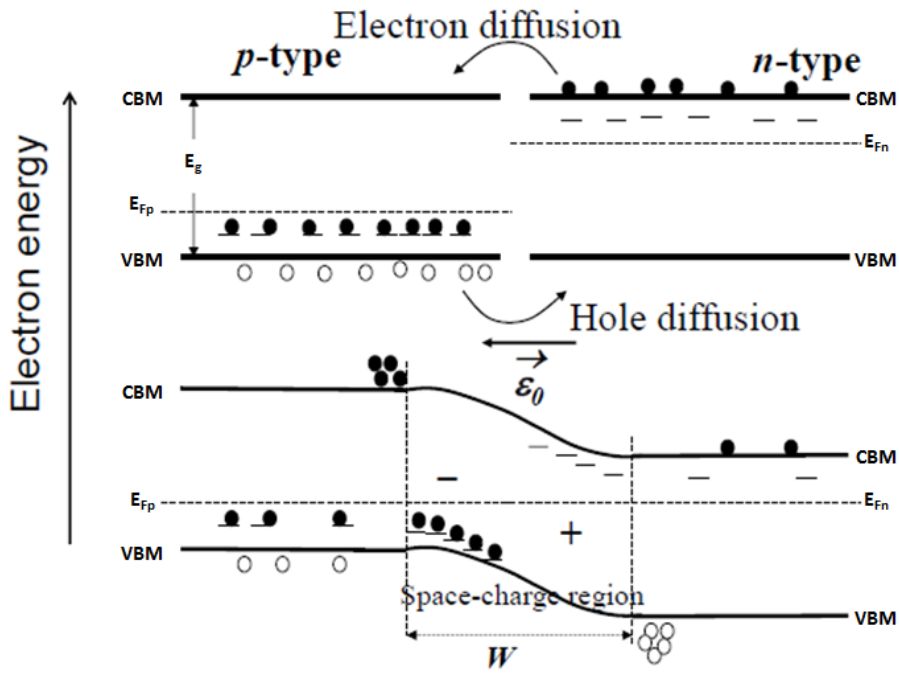 Electron diffusion
p-type
n-type
CBM
CBM
E_g
E_Fn
E_Fp
VBM
VBM
Electron energy
Hole diffusion
ε_0
CBM
CBM
−
E_Fp
E_Fn
+
VBM
Space-charge region
VBM
W